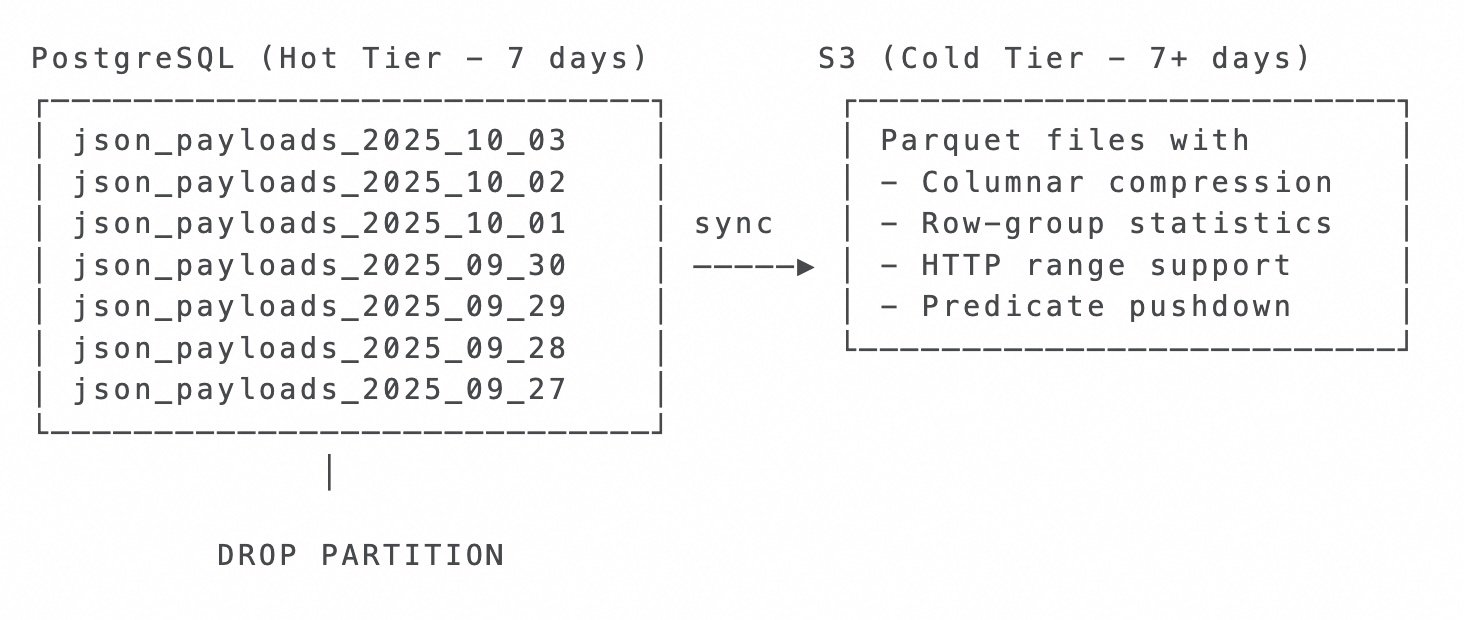 PostgreSQL (Hot Tier – 7 days)
json_payloads_2025_10_03
json_payloads_2025_10_02
json_payloads_2025_10_01
json_payloads_2025_09_30
json_payloads_2025_09_29
json_payloads_2025_09_28
json_payloads_2025_09_27
DROP PARTITION
sync
S3 (Cold Tier – 7+ days)
Parquet files with
– Columnar compression
– Row–group statistics
– HTTP range support
– Predicate pushdown